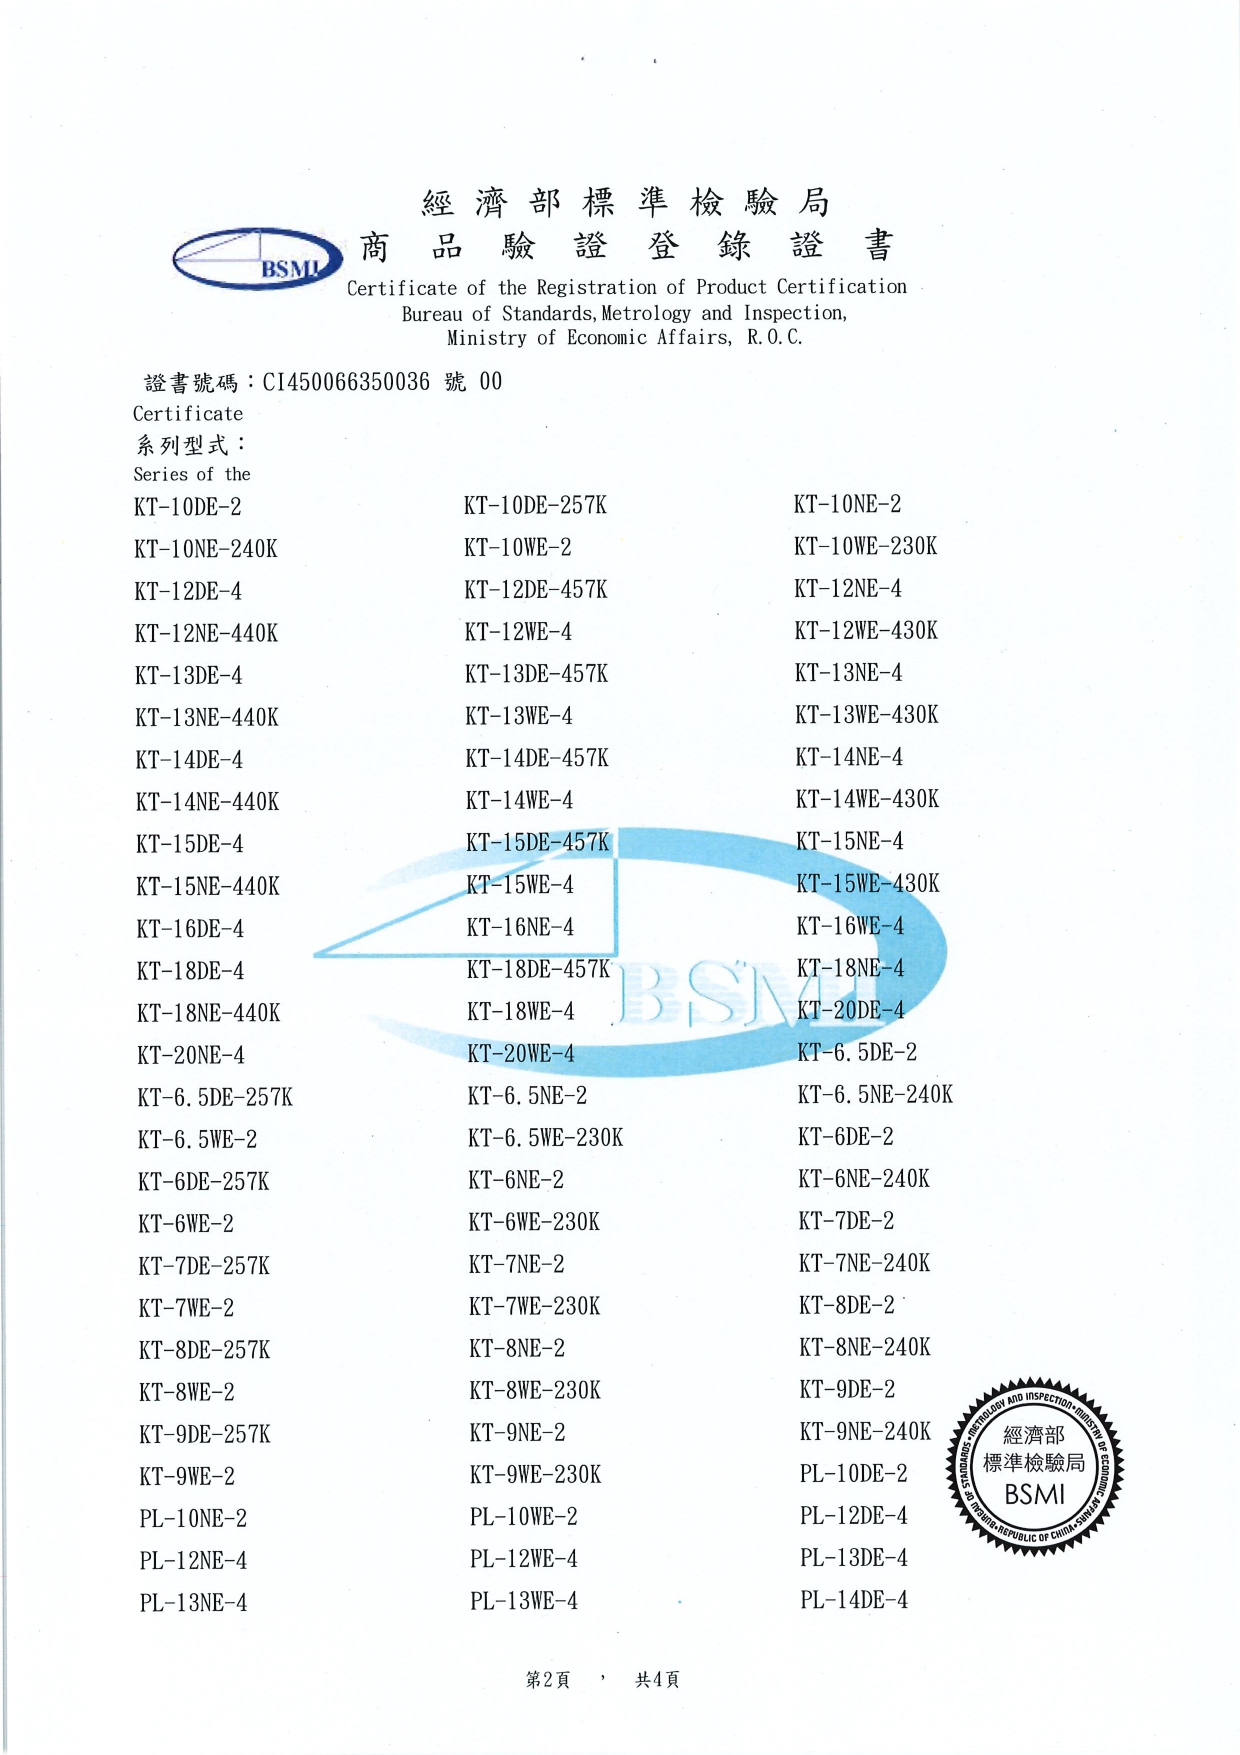 經濟部標準檢驗局
商品驗證登錄證書
BSMI
Certificate of the Registration of Product Certification
Bureau of Standards,Metrology and Inspection,
Ministry of Economic Affairs, R.O.C.
證書號碼：CI450066350036 號 00
Certificate
系列型式：
Series of the
KT-10DE-2 KT-10DE-257K KT-10NE-2
KT-10NE-240K KT-10WE-2 KT-10WE-230K
KT-12DE-4 KT-12DE-457K KT-12NE-4
KT-12NE-440K KT-12WE-4 KT-12WE-430K
KT-13DE-4 KT-13DE-457K KT-13NE-4
KT-13NE-440K KT-13WE-4 KT-13WE-430K
KT-14DE-4 KT-14DE-457K KT-14NE-4
KT-14NE-440K KT-14WE-4 KT-14WE-430K
KT-15DE-4 KT-15DE-457K KT-15NE-4
KT-15NE-440K KT-15WE-4 KT-15WE-430K
KT-16DE-4 KT-16NE-4 KT-16WE-4
KT-18DE-4 KT-18DE-457K KT-18NE-4
BSMI
KT-18NE-440K KT-18WE-4 KT-20DE-4
KT-20NE-4 KT-20WE-4 KT-6.5DE-2
KT-6.5DE-257K KT-6.5NE-2 KT-6.5NE-240K
KT-6.5WE-2 KT-6.5WE-230K KT-6DE-2
KT-6DE-257K KT-6NE-2 KT-6NE-240K
KT-6WE-2 KT-6WE-230K KT-7DE-2
KT-7DE-257K KT-7NE-2 KT-7NE-240K
KT-7WE-2 KT-7WE-230K KT-8DE-2
KT-8DE-257K KT-8NE-2 KT-8NE-240K
KT-8WE-2 KT-8WE-230K KT-9DE-2
KT-9DE-257K KT-9NE-2 KT-9NE-240K
KT-9WE-2 KT-9WE-230K PL-10DE-2
PL-10NE-2 PL-10WE-2 PL-12DE-4
PL-12NE-4 PL-12WE-4 PL-13DE-4
PL-13NE-4 PL-13WE-4 PL-14DE-4
BUREAU OF STANDARDS•METROLOGY AND INSPECTION•MINISTRY OF ECONOMIC AFFAIRS•REPUBLIC OF CHINA•
經濟部
標準檢驗局
BSMI
第2頁 ， 共4頁